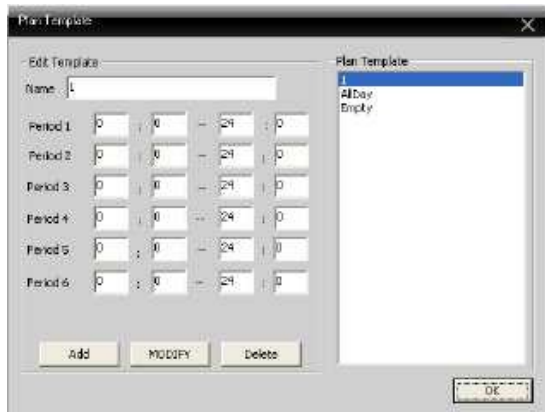 Plan Template
Edit Template
Name 1
Period 1 0 : 0 -- 24 : 0
Period 2 0 : 0 -- 24 : 0
Period 3 0 : 0 -- 24 : 0
Period 4 0 : 0 -- 24 : 0
Period 5 0 : 0 -- 24 : 0
Period 6 0 : 0 -- 24 : 0
Add MODIFY Delete
Plan Template
1
AllDay
Empty
OK